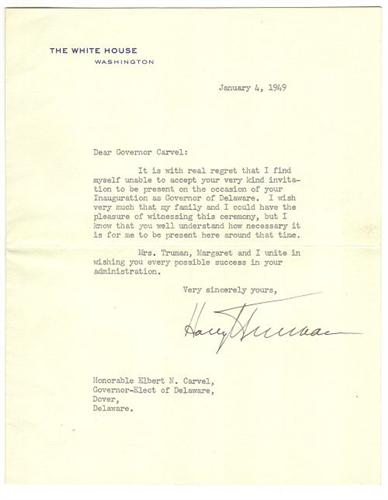 THE WHITE HOUSE
WASHINGTON
January 4, 1949
Dear Governor Carvel:
It is with real regret that I find
myself unable to accept your very kind invita-
tion to be present on the occasion of your
Inauguration as Governor of Delaware. I wish
very much that my family and I could have the
pleasure of witnessing this ceremony, but I
know that you well understand how necessary it
is for me to be present here around that time.
Mrs. Truman, Margaret and I unite in
wishing you every possible success in your
administration.
Very sincerely yours,
Harry Truman
Honorable Elbert N. Carvel,
Governor-Elect of Delaware,
Dover,
Delaware.